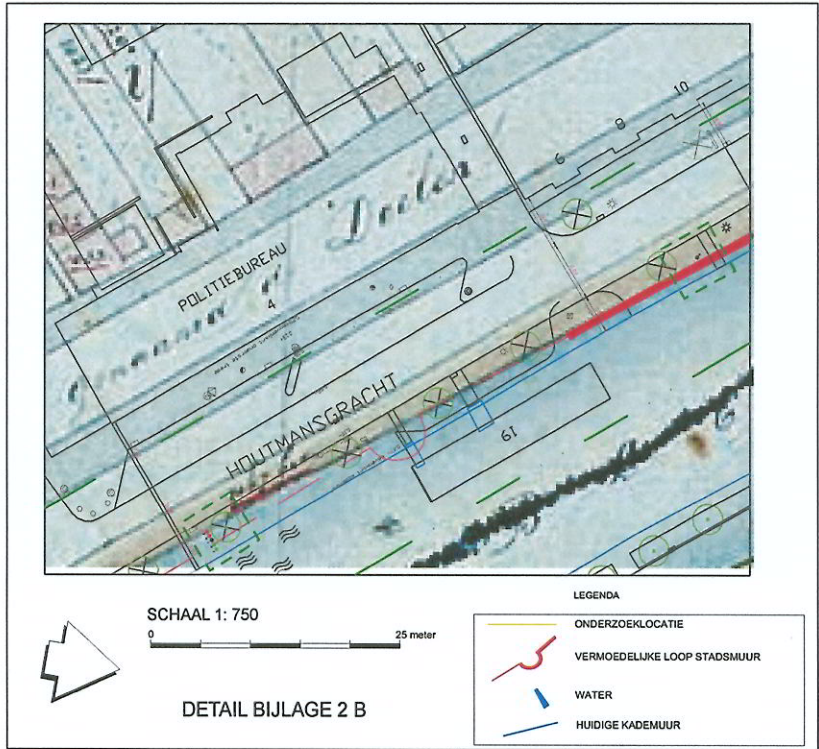 POLITIEBUREAU
4
6
8
10
HOUTMANSGRACHT
61
SCHAAL 1: 750
0
25 meter
DETAIL BIJLAGE 2 B
LEGENDA
ONDERZOEKLOCATIE
VERMOEDELIJKE LOOP STADSMUUR
WATER
HUIDIGE KADEMUUR